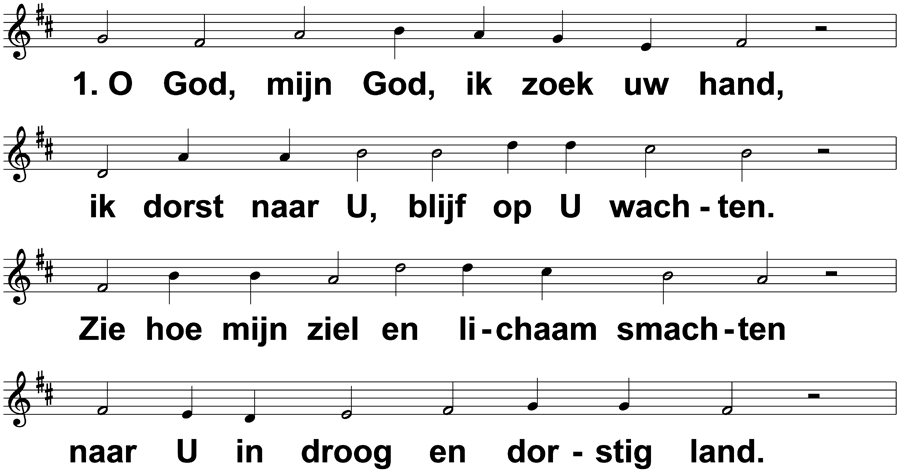 1. O God, mijn God, ik zoek uw hand,
ik dorst naar U, blijf op U wach - ten.
Zie hoe mijn ziel en li - chaam smach - ten
naar U in droog en dor - stig land.